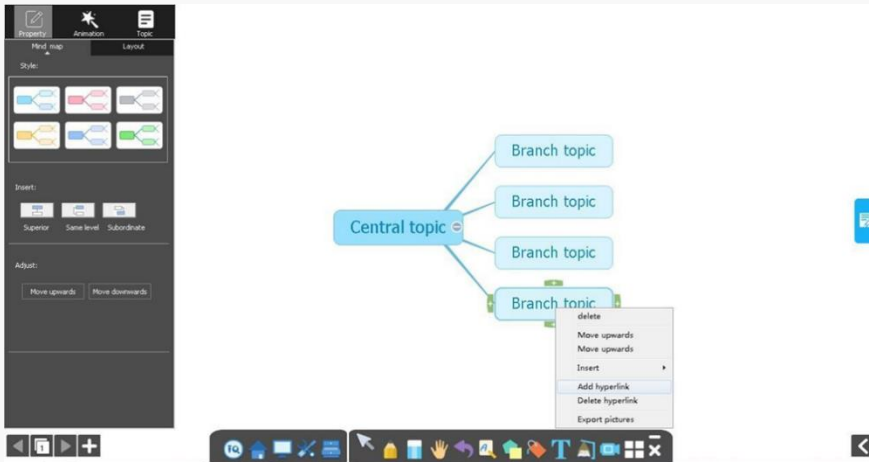 Property Animation Topic
Mind map Layout
Style:
Insert:
Superior Same level Subordinate
Adjust:
Move upwards Move downwards
Central topic
Branch topic
Branch topic
Branch topic
Branch topic
delete
Move upwards
Move upwards
Insert
Add hyperlink
Delete hyperlink
Export pictures
1
IQ
T